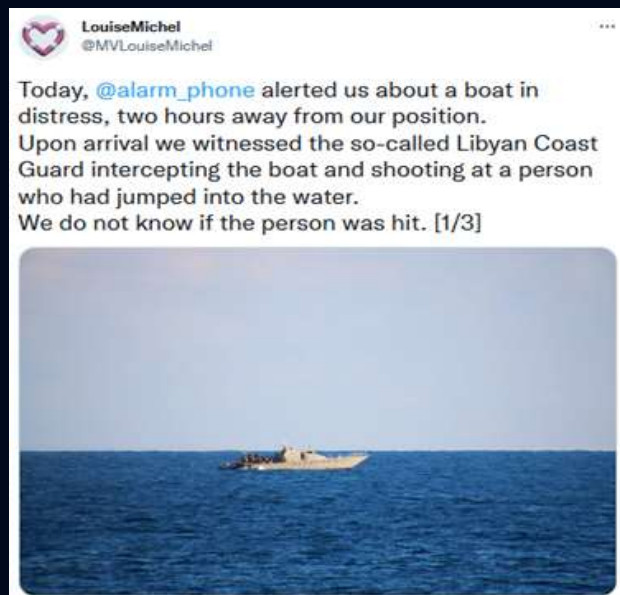 LouiseMichel
@MVLouiseMichel
Today, @alarm_phone alerted us about a boat in
distress, two hours away from our position.
Upon arrival we witnessed the so-called Libyan Coast
Guard intercepting the boat and shooting at a person
who had jumped into the water.
We do not know if the person was hit. [1/3]